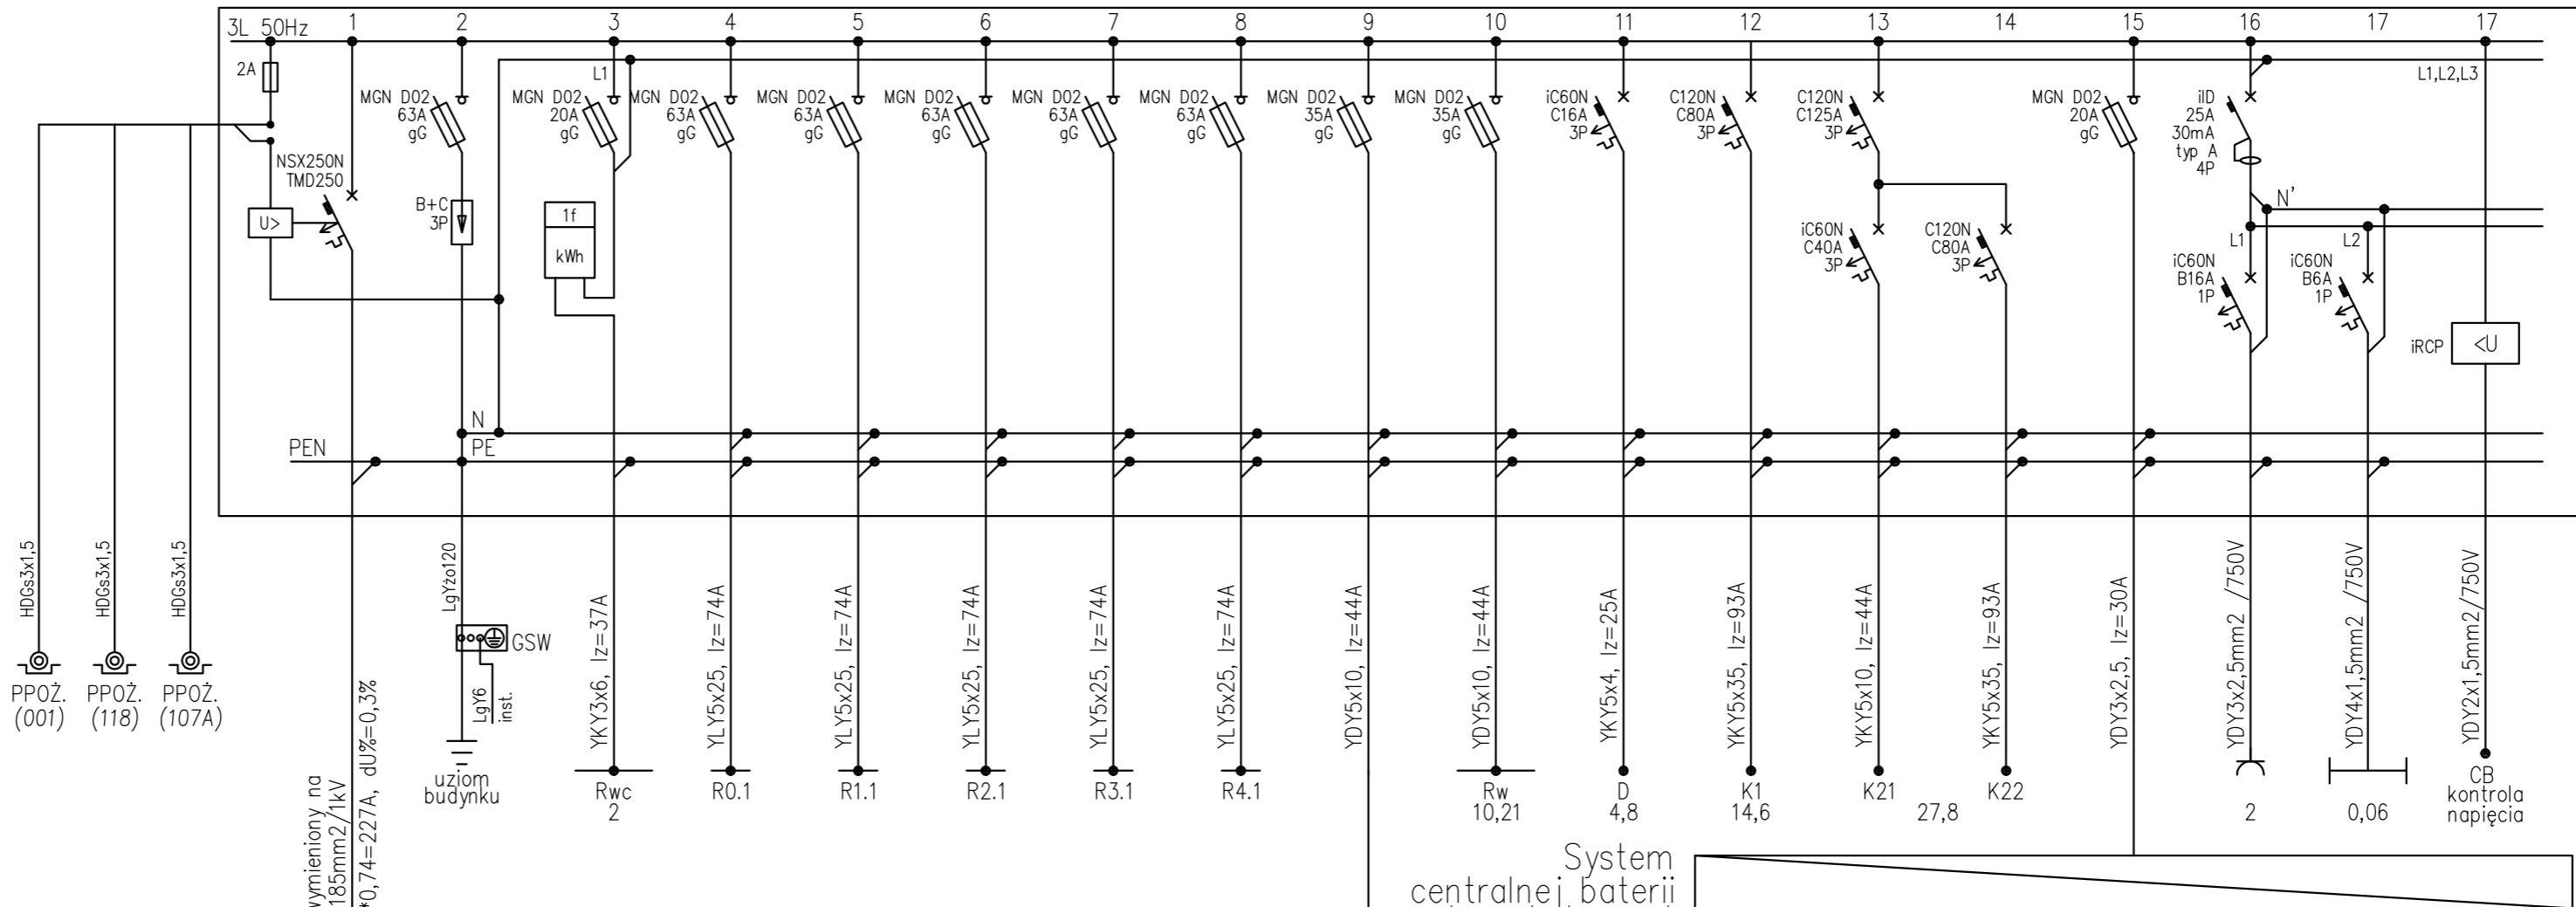 3L 50Hz
1
2
3
4
5
6
7
8
9
10
11
12
13
14
15
16
17
17
2A
L1
L1,L2,L3
NSX250N
TMD250
U>
MGN D02
63A
gG
B+C
3P
MGN D02
20A
gG
1f
kWh
MGN D02
63A
gG
MGN D02
63A
gG
MGN D02
63A
gG
MGN D02
63A
gG
MGN D02
63A
gG
MGN D02
35A
gG
MGN D02
35A
gG
iC60N
C16A
3P
C120N
C80A
3P
C120N
C125A
3P
iC60N
C40A
3P
C120N
C80A
3P
MGN D02
20A
gG
iID
25A
30mA
typ A
4P
N'
L1
L2
iC60N
B16A
1P
iC60N
B6A
1P
iRCP
<U
N
PEN
PE
HDGs3x1,5
HDGs3x1,5
HDGs3x1,5
PPOŻ.
(001)
PPOŻ.
(118)
PPOŻ.
(107A)
wymieniony na
185mm2/1kV
*0,74=227A, dU%=0,3%
LgYżo120
GSW
LgY6
inst.
uziom
budynku
YKY3x6, Iz=37A
Rwc
2
YLY5x25, Iz=74A
R0.1
YLY5x25, Iz=74A
R1.1
YLY5x25, Iz=74A
R2.1
YLY5x25, Iz=74A
R3.1
YLY5x25, Iz=74A
R4.1
YDY5x10, Iz=44A
YDY5x10, Iz=44A
Rw
10,21
YKY5x4, Iz=25A
D
4,8
YKY5x35, Iz=93A
K1
14,6
YKY5x10, Iz=44A
K21
27,8
YKY5x35, Iz=93A
K22
YDY3x2,5, Iz=30A
YDY3x2,5mm2 /750V
2
YDY4x1,5mm2 /750V
0,06
YDY2x1,5mm2/750V
CB
kontrola
napięcia
System
centralnej baterii